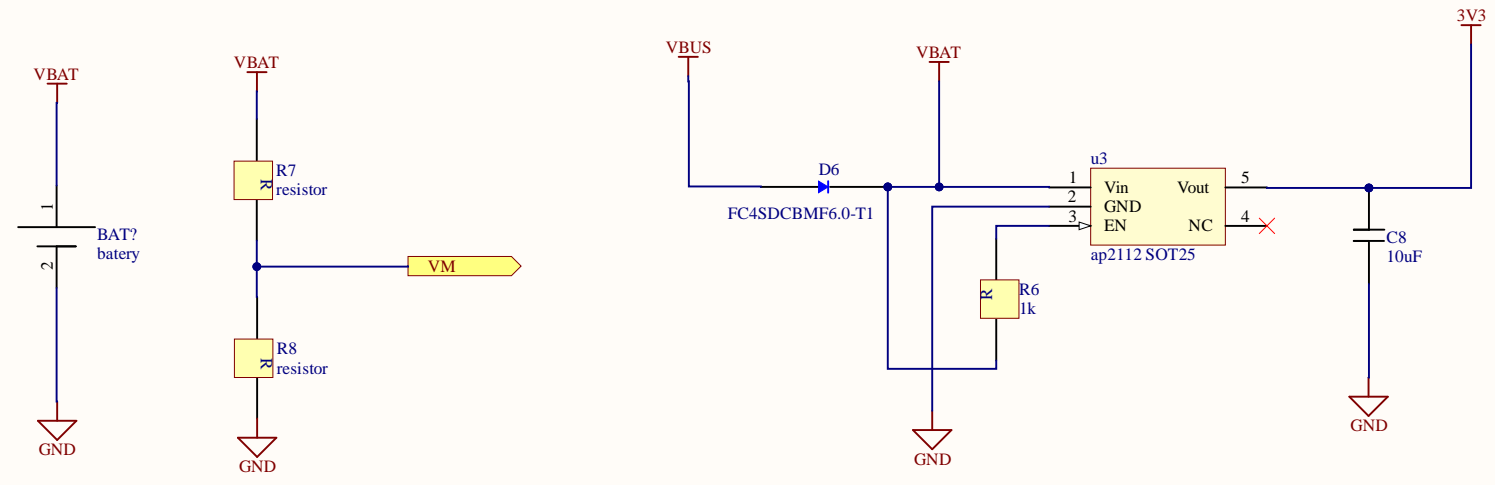 VBAT
1
BAT?
batery
2
GND
VBAT
R7
R
resistor
VM
R8
R
resistor
GND
VBUS
D6
FC4SDCBMF6.0-T1
VBAT
u3
1
Vin
Vout
5
2
GND
3
EN
NC
4
ap2112 SOT25
R
R6
1k
GND
3V3
C8
10uF
GND